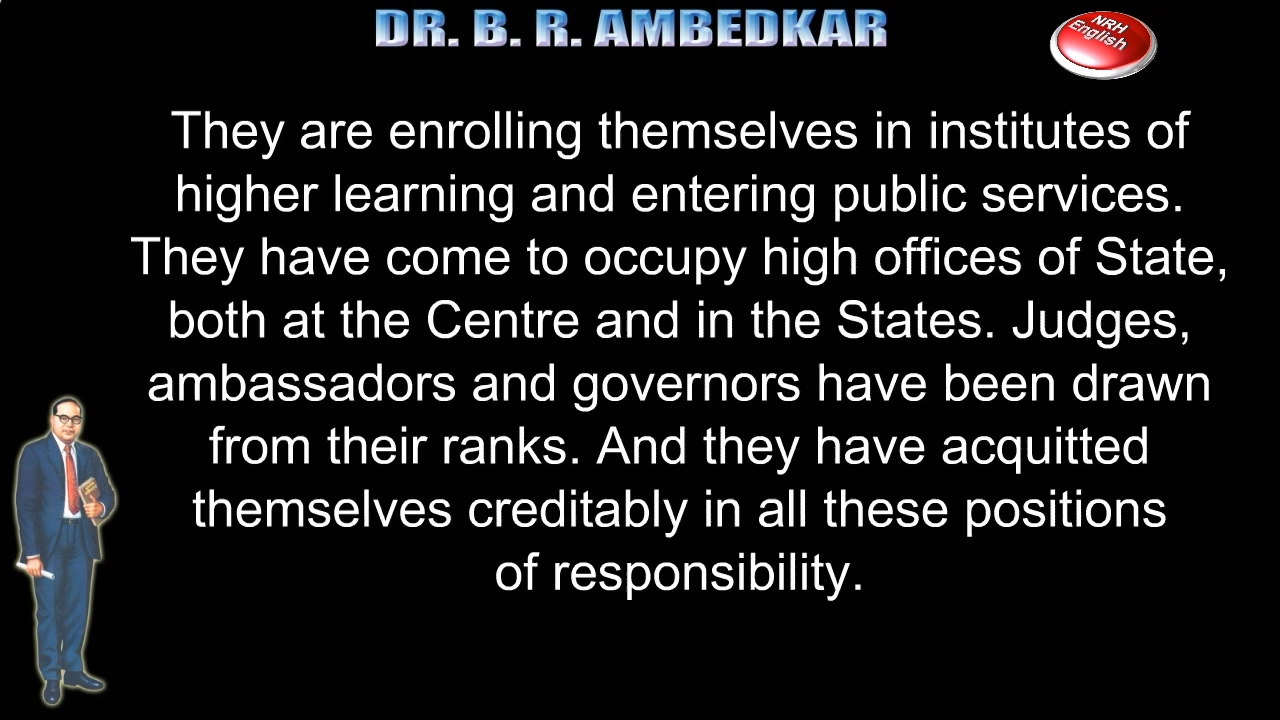 DR. B. R. AMBEDKAR
NRH
English
They are enrolling themselves in institutes of
higher learning and entering public services.
They have come to occupy high offices of State,
both at the Centre and in the States. Judges,
ambassadors and governors have been drawn
from their ranks. And they have acquitted
themselves creditably in all these positions
of responsibility.